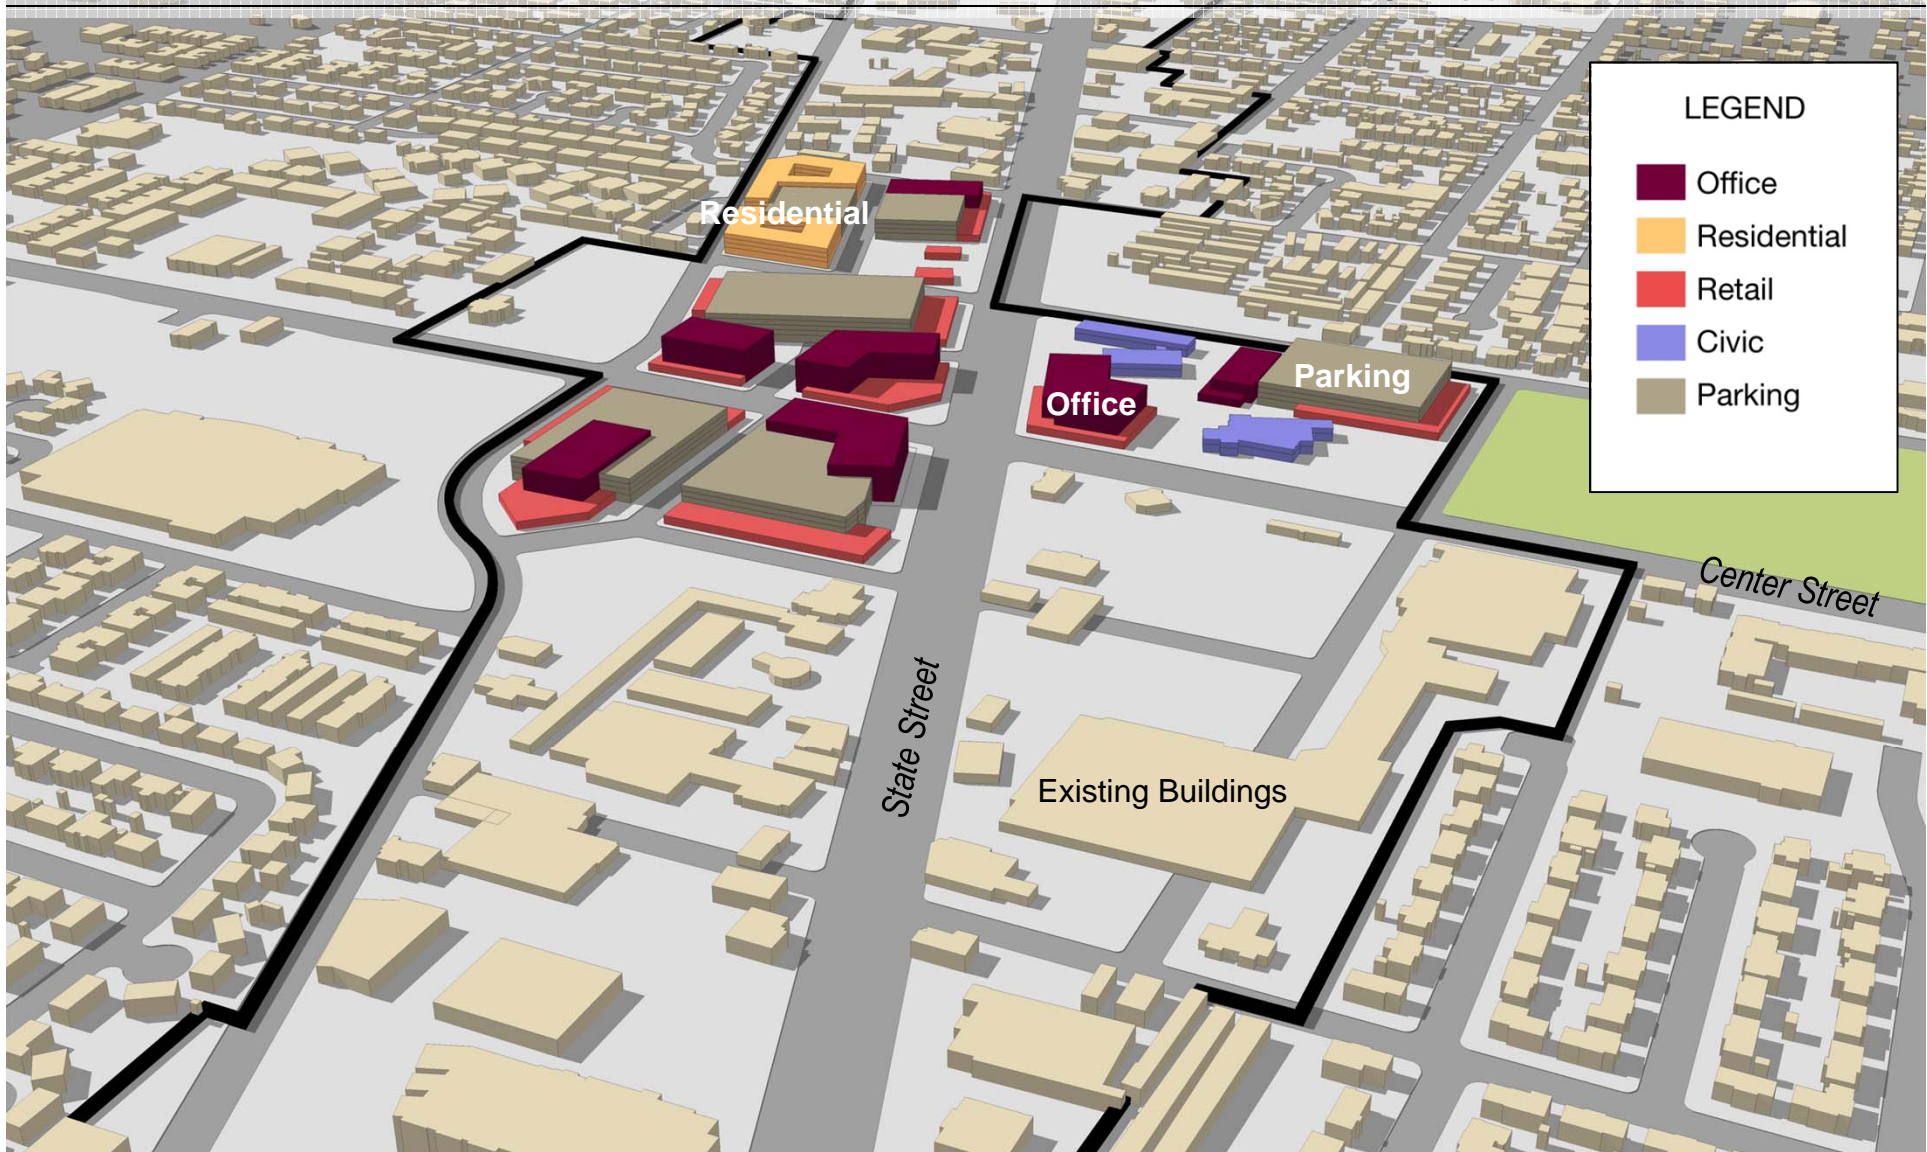 LEGEND
Office
Residential
Retail
Civic
Parking
Residential
Parking
Office
Center Street
State Street
Existing Buildings